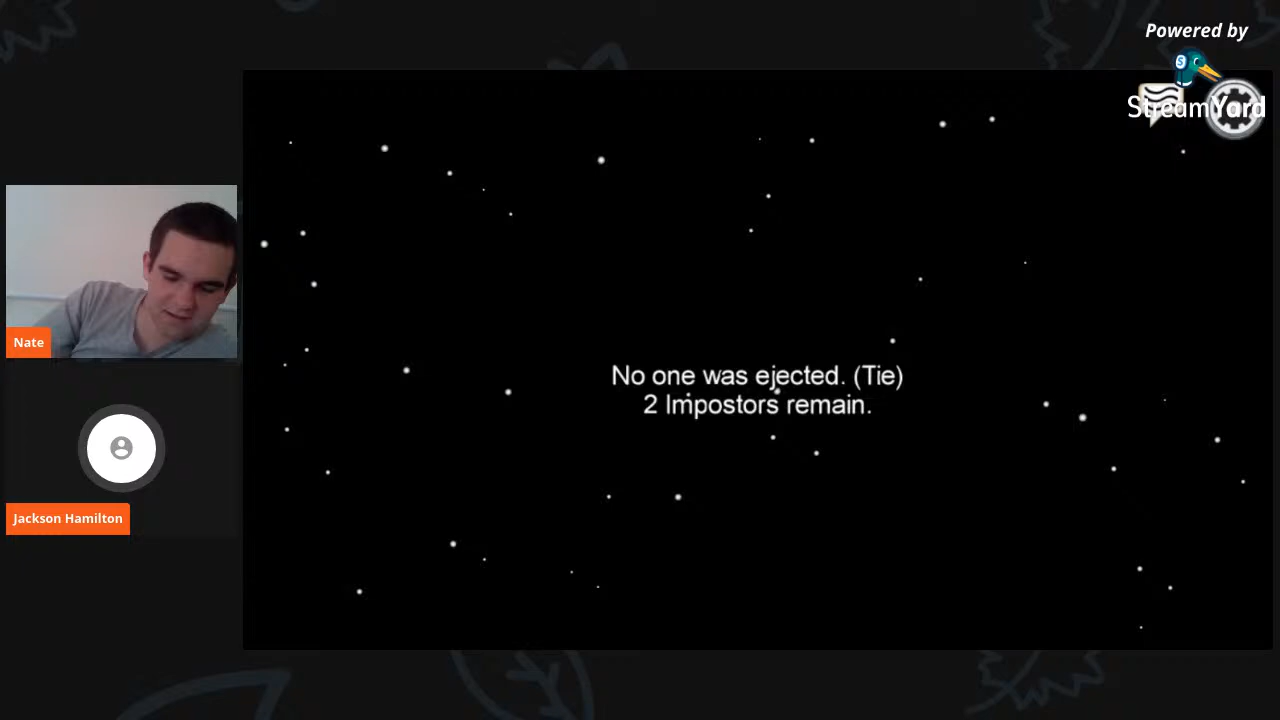 Powered by
StreamYard
Nate
No one was ejected. (Tie)
2 Impostors remain.
Jackson Hamilton